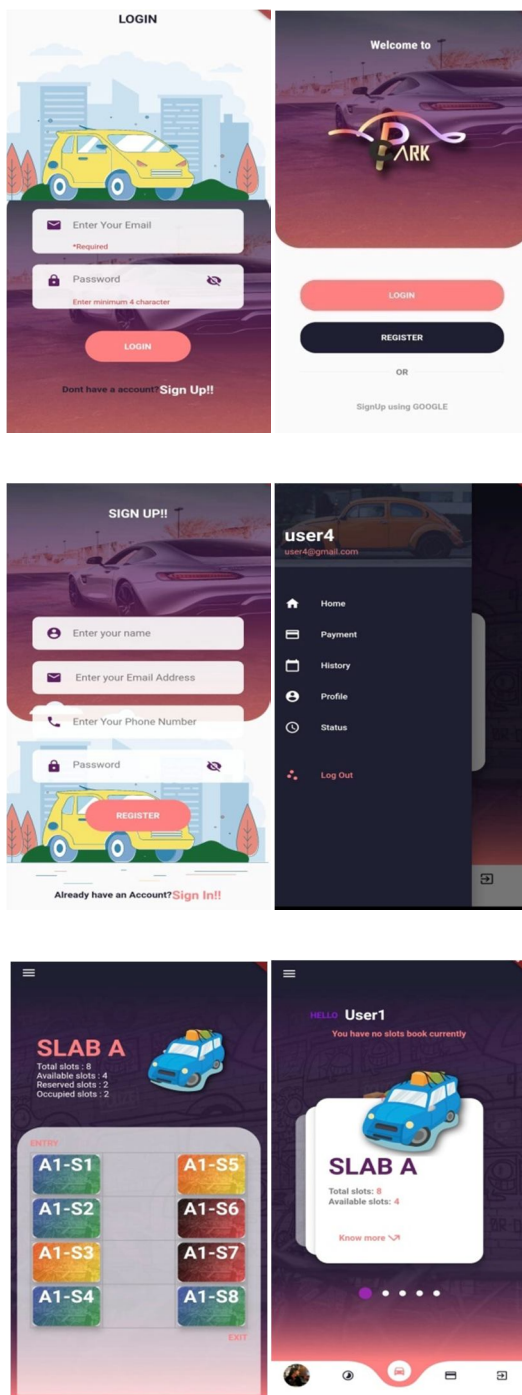 LOGIN
Enter Your Email
*Required
Password
Enter minimum 4 character
LOGIN
Dont have a account?Sign Up!!
Welcome to
PARK
LOGIN
REGISTER
OR
SignUp using GOOGLE
SIGN UP!!
Enter your name
Enter your Email Address
Enter Your Phone Number
Password
REGISTER
Already have an Account?Sign In!!
user4
user4@gmail.com
Home
Payment
History
Profile
Status
Log Out
SLAB A
Total slots : 8
Available slots : 4
Reserved slots : 2
Occupied slots : 2
ENTRY
A1-S1 A1-S5
A1-S2 A1-S6
A1-S3 A1-S7
A1-S4 A1-S8
EXIT
HELLO User1
You have no slots book currently
SLAB A
Total slots: 8
Available slots: 4
Know more